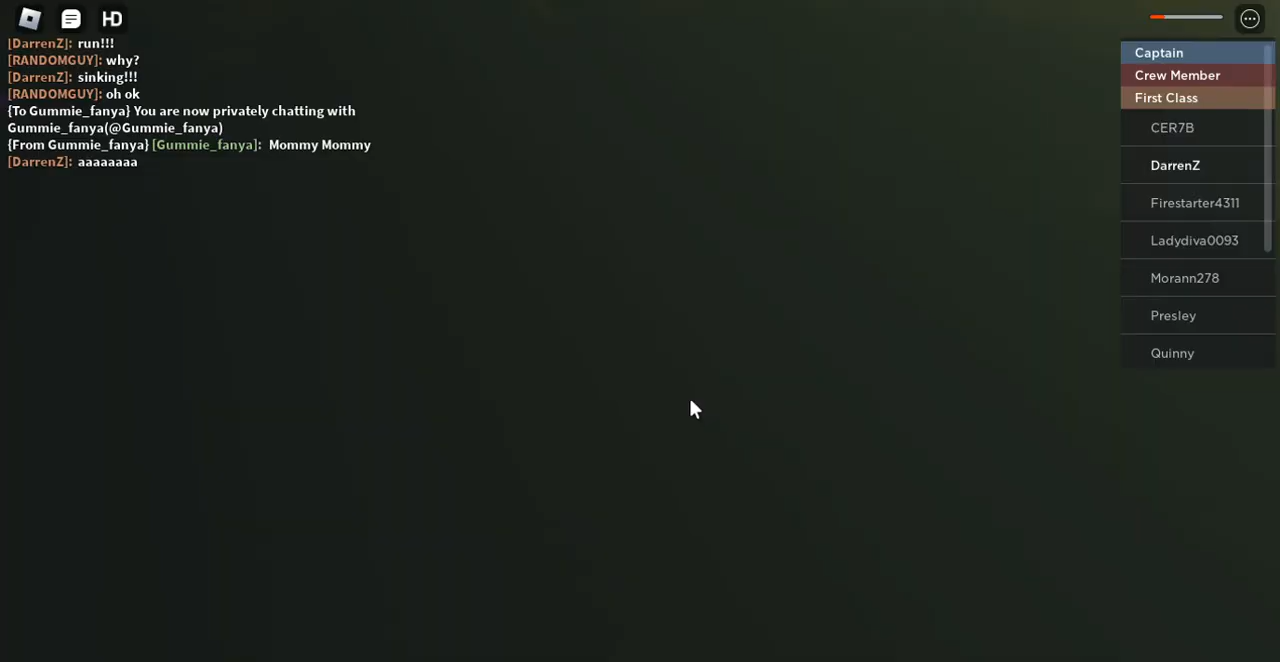 HD
[DarrenZ]: run!!!
[RANDOMGUY]: why?
[DarrenZ]: sinking!!!
[RANDOMGUY]: oh ok
{To Gummie_fanya} You are now privately chatting with
Gummie_fanya(@Gummie_fanya)
{From Gummie_fanya} [Gummie_fanya]: Mommy Mommy
[DarrenZ]: aaaaaaaa
Captain
Crew Member
First Class
CER7B
DarrenZ
Firestarter4311
Ladydiva0093
Morann278
Presley
Quinny